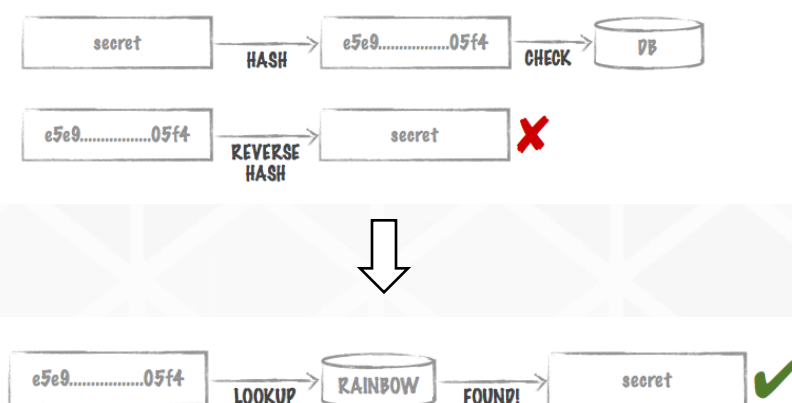 secret
HASH
e5e9.................05f4
CHECK
DB
e5e9.................05f4
REVERSE
HASH
secret
e5e9.................05f4
LOOKUP
RAINBOW
FOUND!
secret